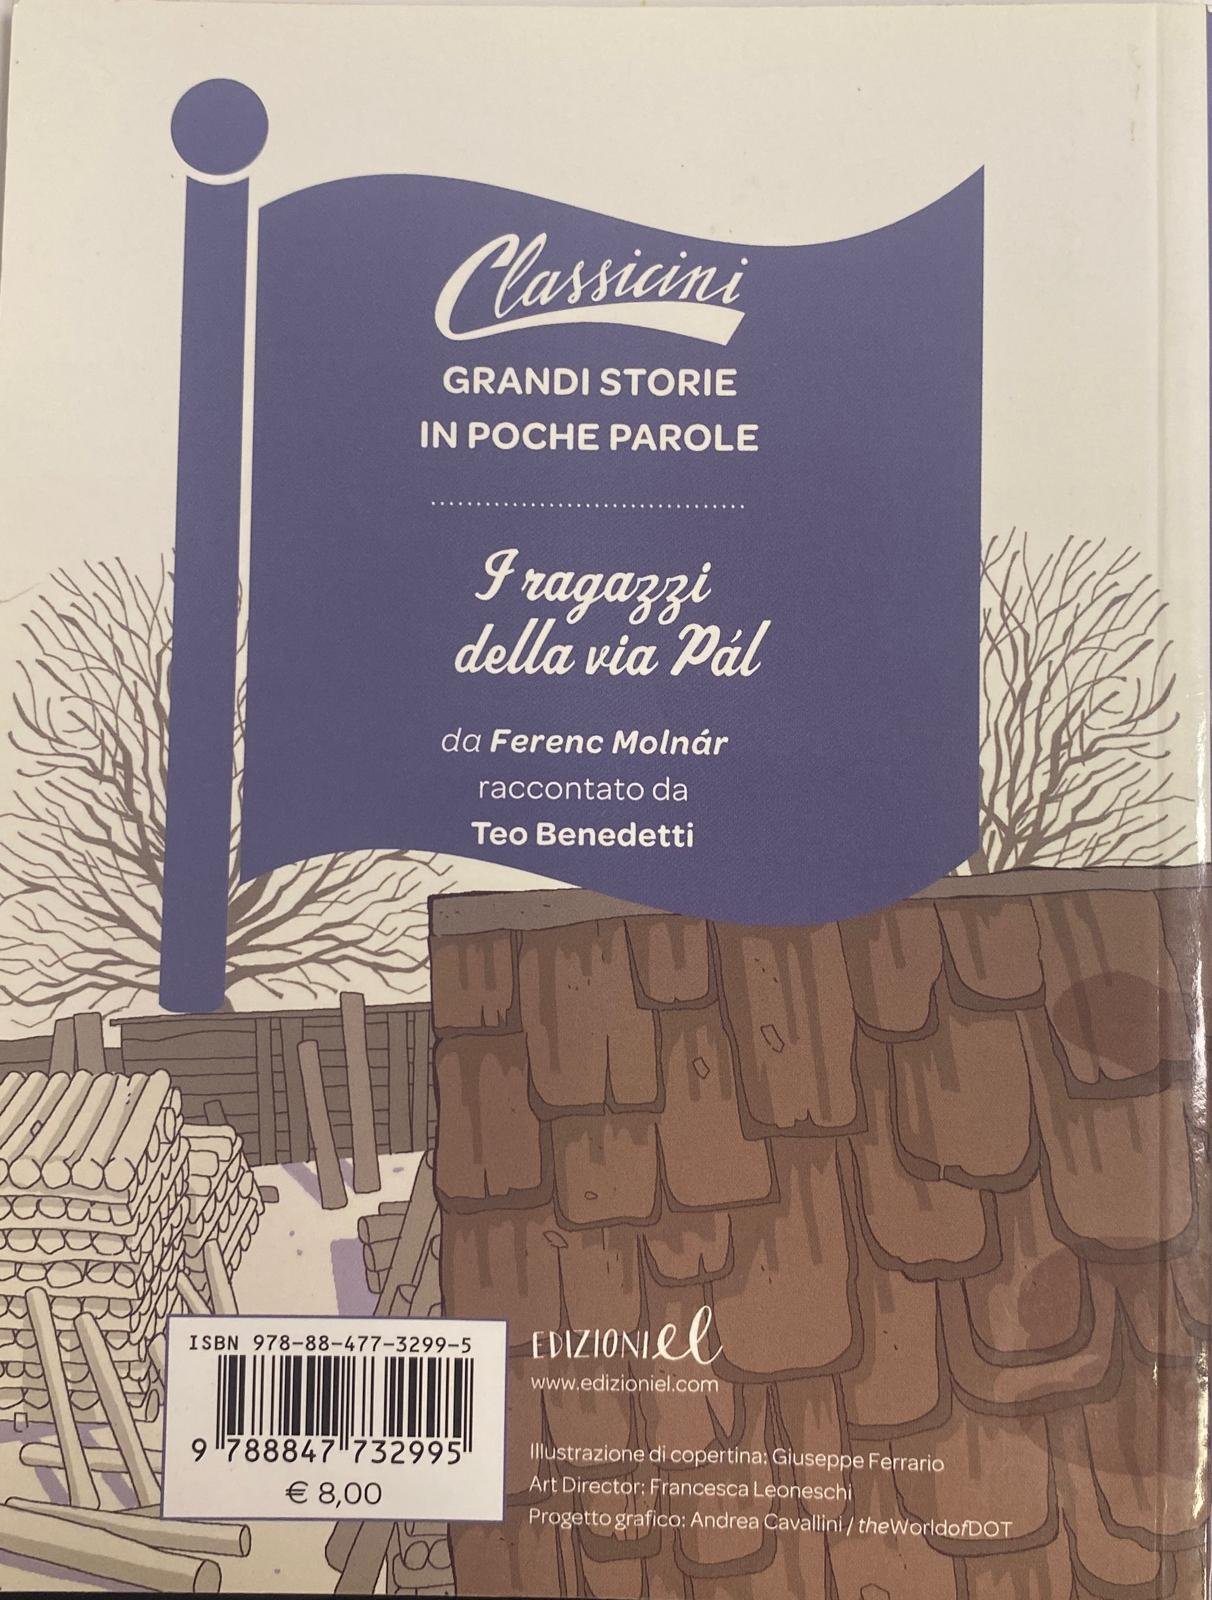 Classicini
GRANDI STORIE
IN POCHE PAROLE
I ragazzi
della via Pál
da Ferenc Molnár
raccontato da
Teo Benedetti
ISBN 978-88-477-3299-5
9 788847 732995
€ 8,00
EDIZIONI el
www.edizioniel.com
Illustrazione di copertina: Giuseppe Ferrario
Art Director: Francesca Leoneschi
Progetto grafico: Andrea Cavallini / theWorldofDOT